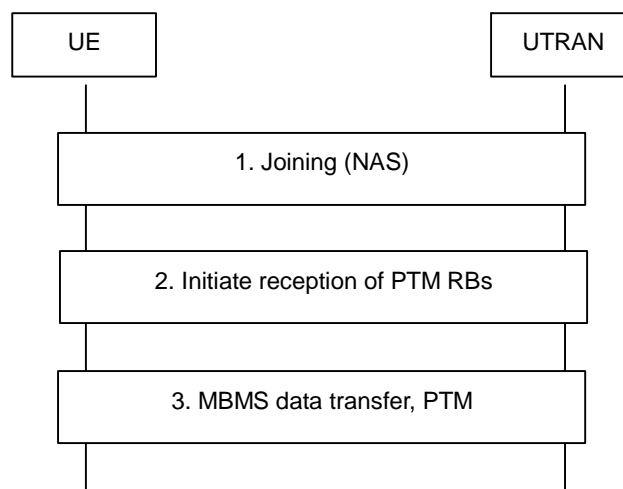 UE
UTRAN
1. Joining (NAS)
2. Initiate reception of PTM RBs
3. MBMS data transfer, PTM